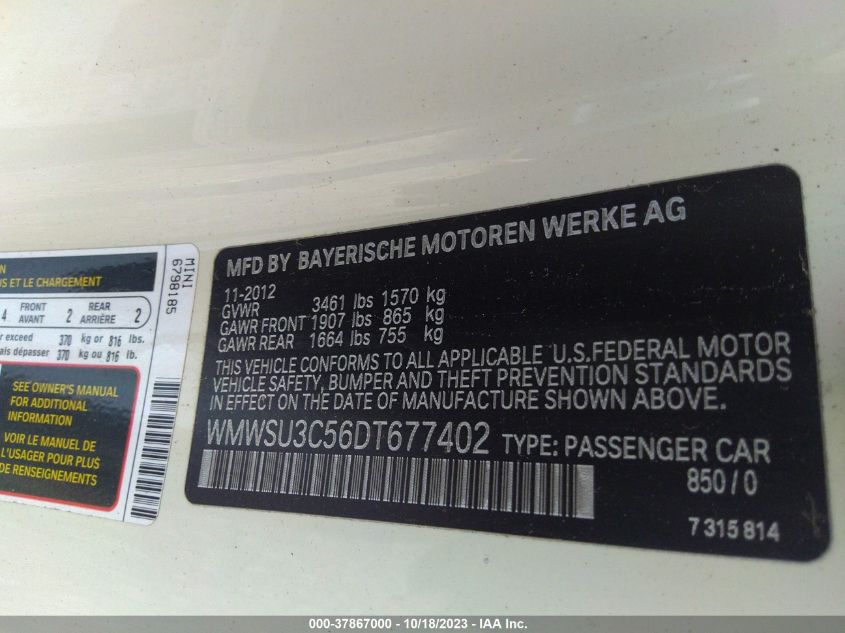 N
S ET LE CHARGEMENT
4 FRONT AVANT 2 REAR ARRIÈRE 2
r exceed 370 kg or 816 lbs.
ais dépasser 370 kg ou 816 lb.
SEE OWNER'S MANUAL
FOR ADDITIONAL
INFORMATION
VOIR LE MANUEL DE
POUR PLUS
DE RENSEIGNEMENTS
MINI
6798185
MFD BY BAYERISCHE MOTOREN WERKE AG
11-2012
GVWR 3461 lbs 1570 kg
GAWR FRONT 1907 lbs 865 kg
GAWR REAR 1664 lbs 755 kg
THIS VEHICLE CONFORMS TO ALL APPLICABLE U.S.FEDERAL MOTOR
VEHICLE SAFETY, BUMPER AND THEFT PREVENTION STANDARDS
IN EFFECT ON THE DATE OF MANUFACTURE SHOWN ABOVE.
WMWSU3C56DT677402 TYPE: PASSENGER CAR
850/0
7315814
000-37867000 - 10/18/2023 - IAA Inc.